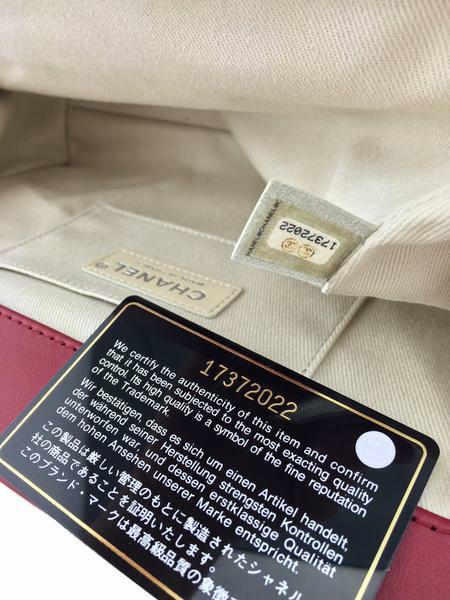 17372022
HANEL®CHANEL®
CHANEL ®
17372022
We certify the authenticity of this item and confirm
that it has been subjected to the most exacting quality
control. Its high quality is a symbol of the fine reputation
of the Trademark.
Wir bestätigen, dass es sich um einen Artikel handelt,
der während seiner Herstellung strengsten Kontrollen
unterworfen war und dessen erstklassige Qualität
dem hohen Ansehen unserer Marke entspricht.
この製品は厳しい管理のもとに製造されたシャネル
社の商品であることを証明いたします。
このブランド・マークは最高級品質の象徴で